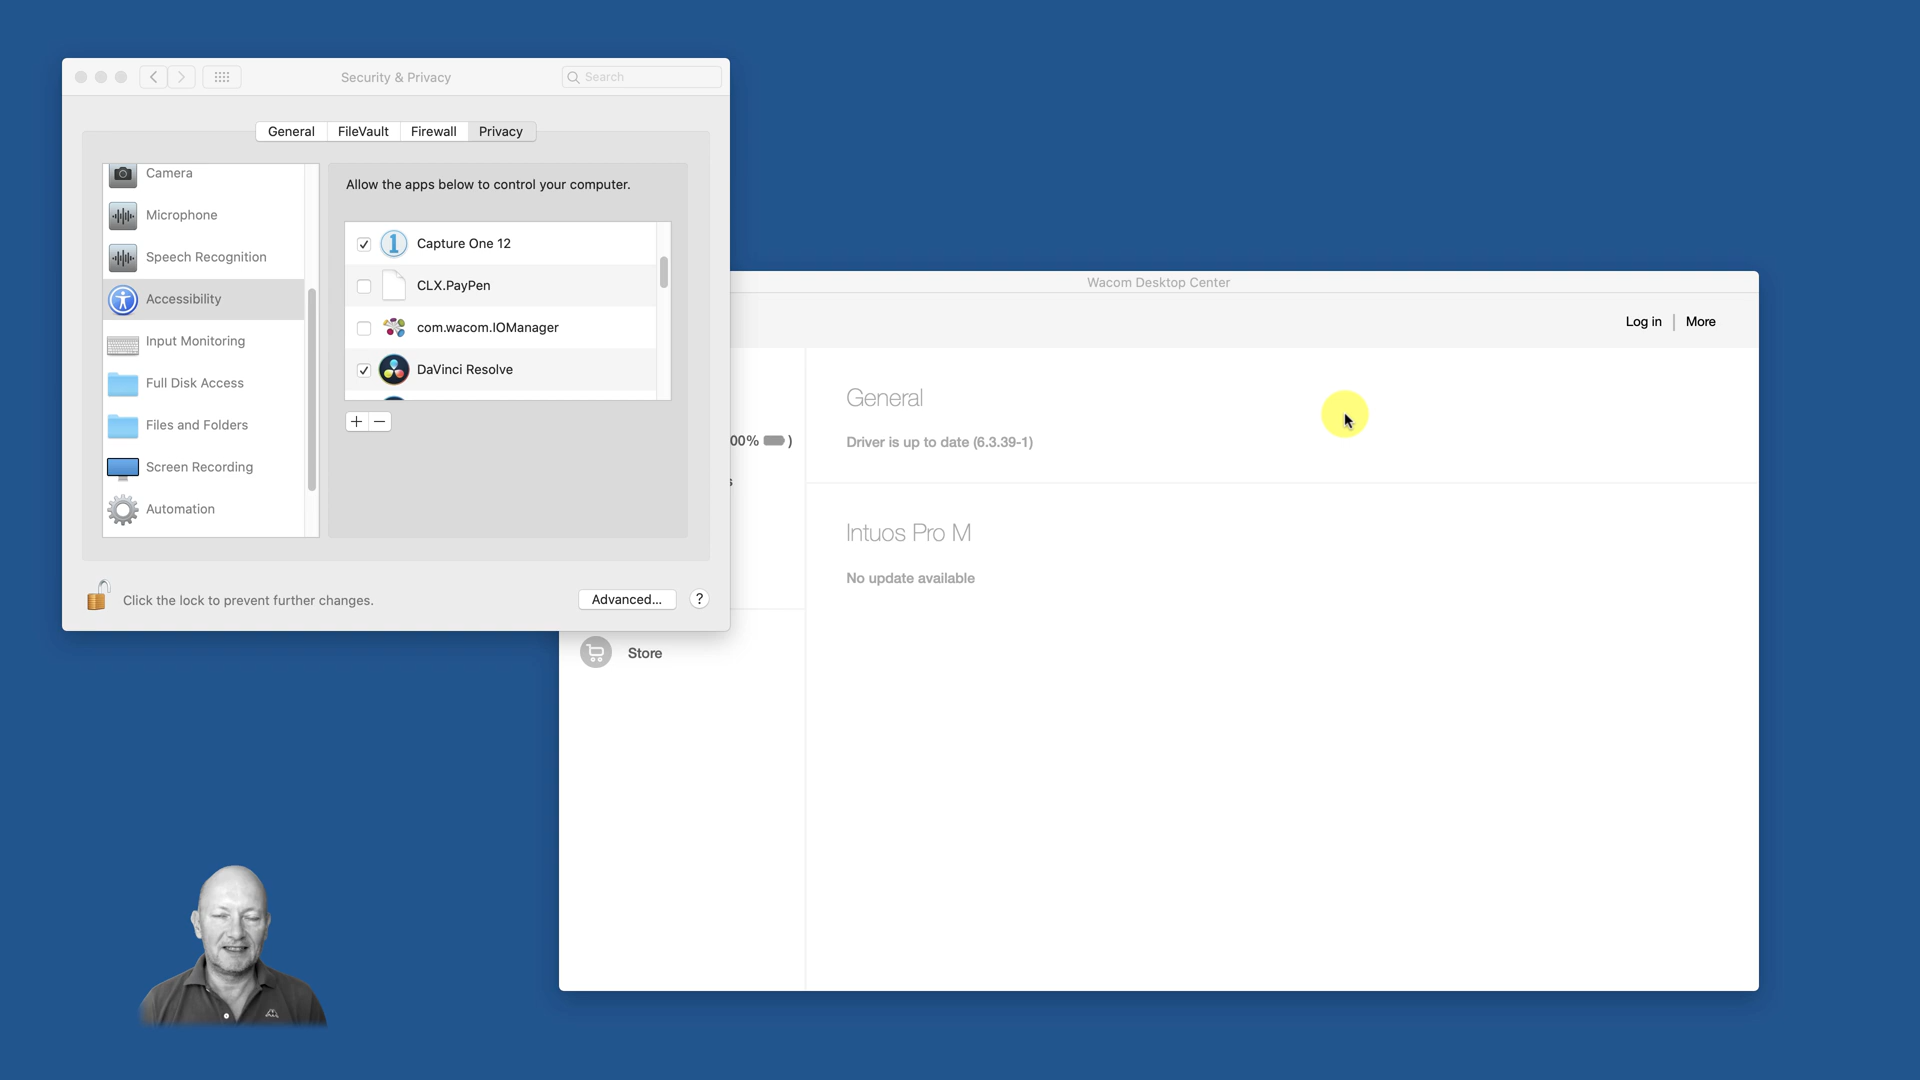 Security & Privacy
Search
General
FileVault
Firewall
Privacy
Camera
Microphone
Speech Recognition
Accessibility
Input Monitoring
Full Disk Access
Files and Folders
Screen Recording
Automation
Allow the apps below to control your computer.
1
Capture One 12
CLX.PayPen
com.wacom.IOManager
DaVinci Resolve
+ −
Click the lock to prevent further changes.
Advanced...
?
Wacom Desktop Center
Log in
More
00% )
s
Store
General
Driver is up to date (6.3.39-1)
Intuos Pro M
No update available